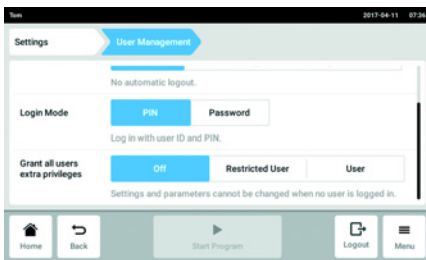 Tom 2017-04-11 07:36
Settings User Management
No automatic logout.
Login Mode PIN Password
Log in with user ID and PIN.
Grant all users
extra privileges Off Restricted User User
Settings and parameters cannot be changed when no user is logged in.
Home Back Start Program Logout Menu